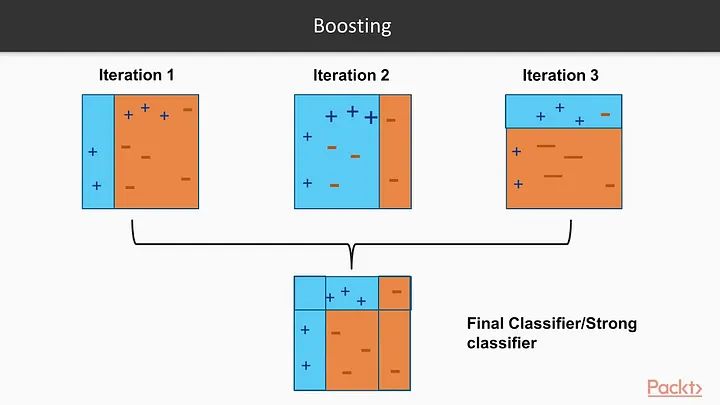 Boosting
Iteration 1
Iteration 2
Iteration 3
Final Classifier/Strong
classifier
Packt>